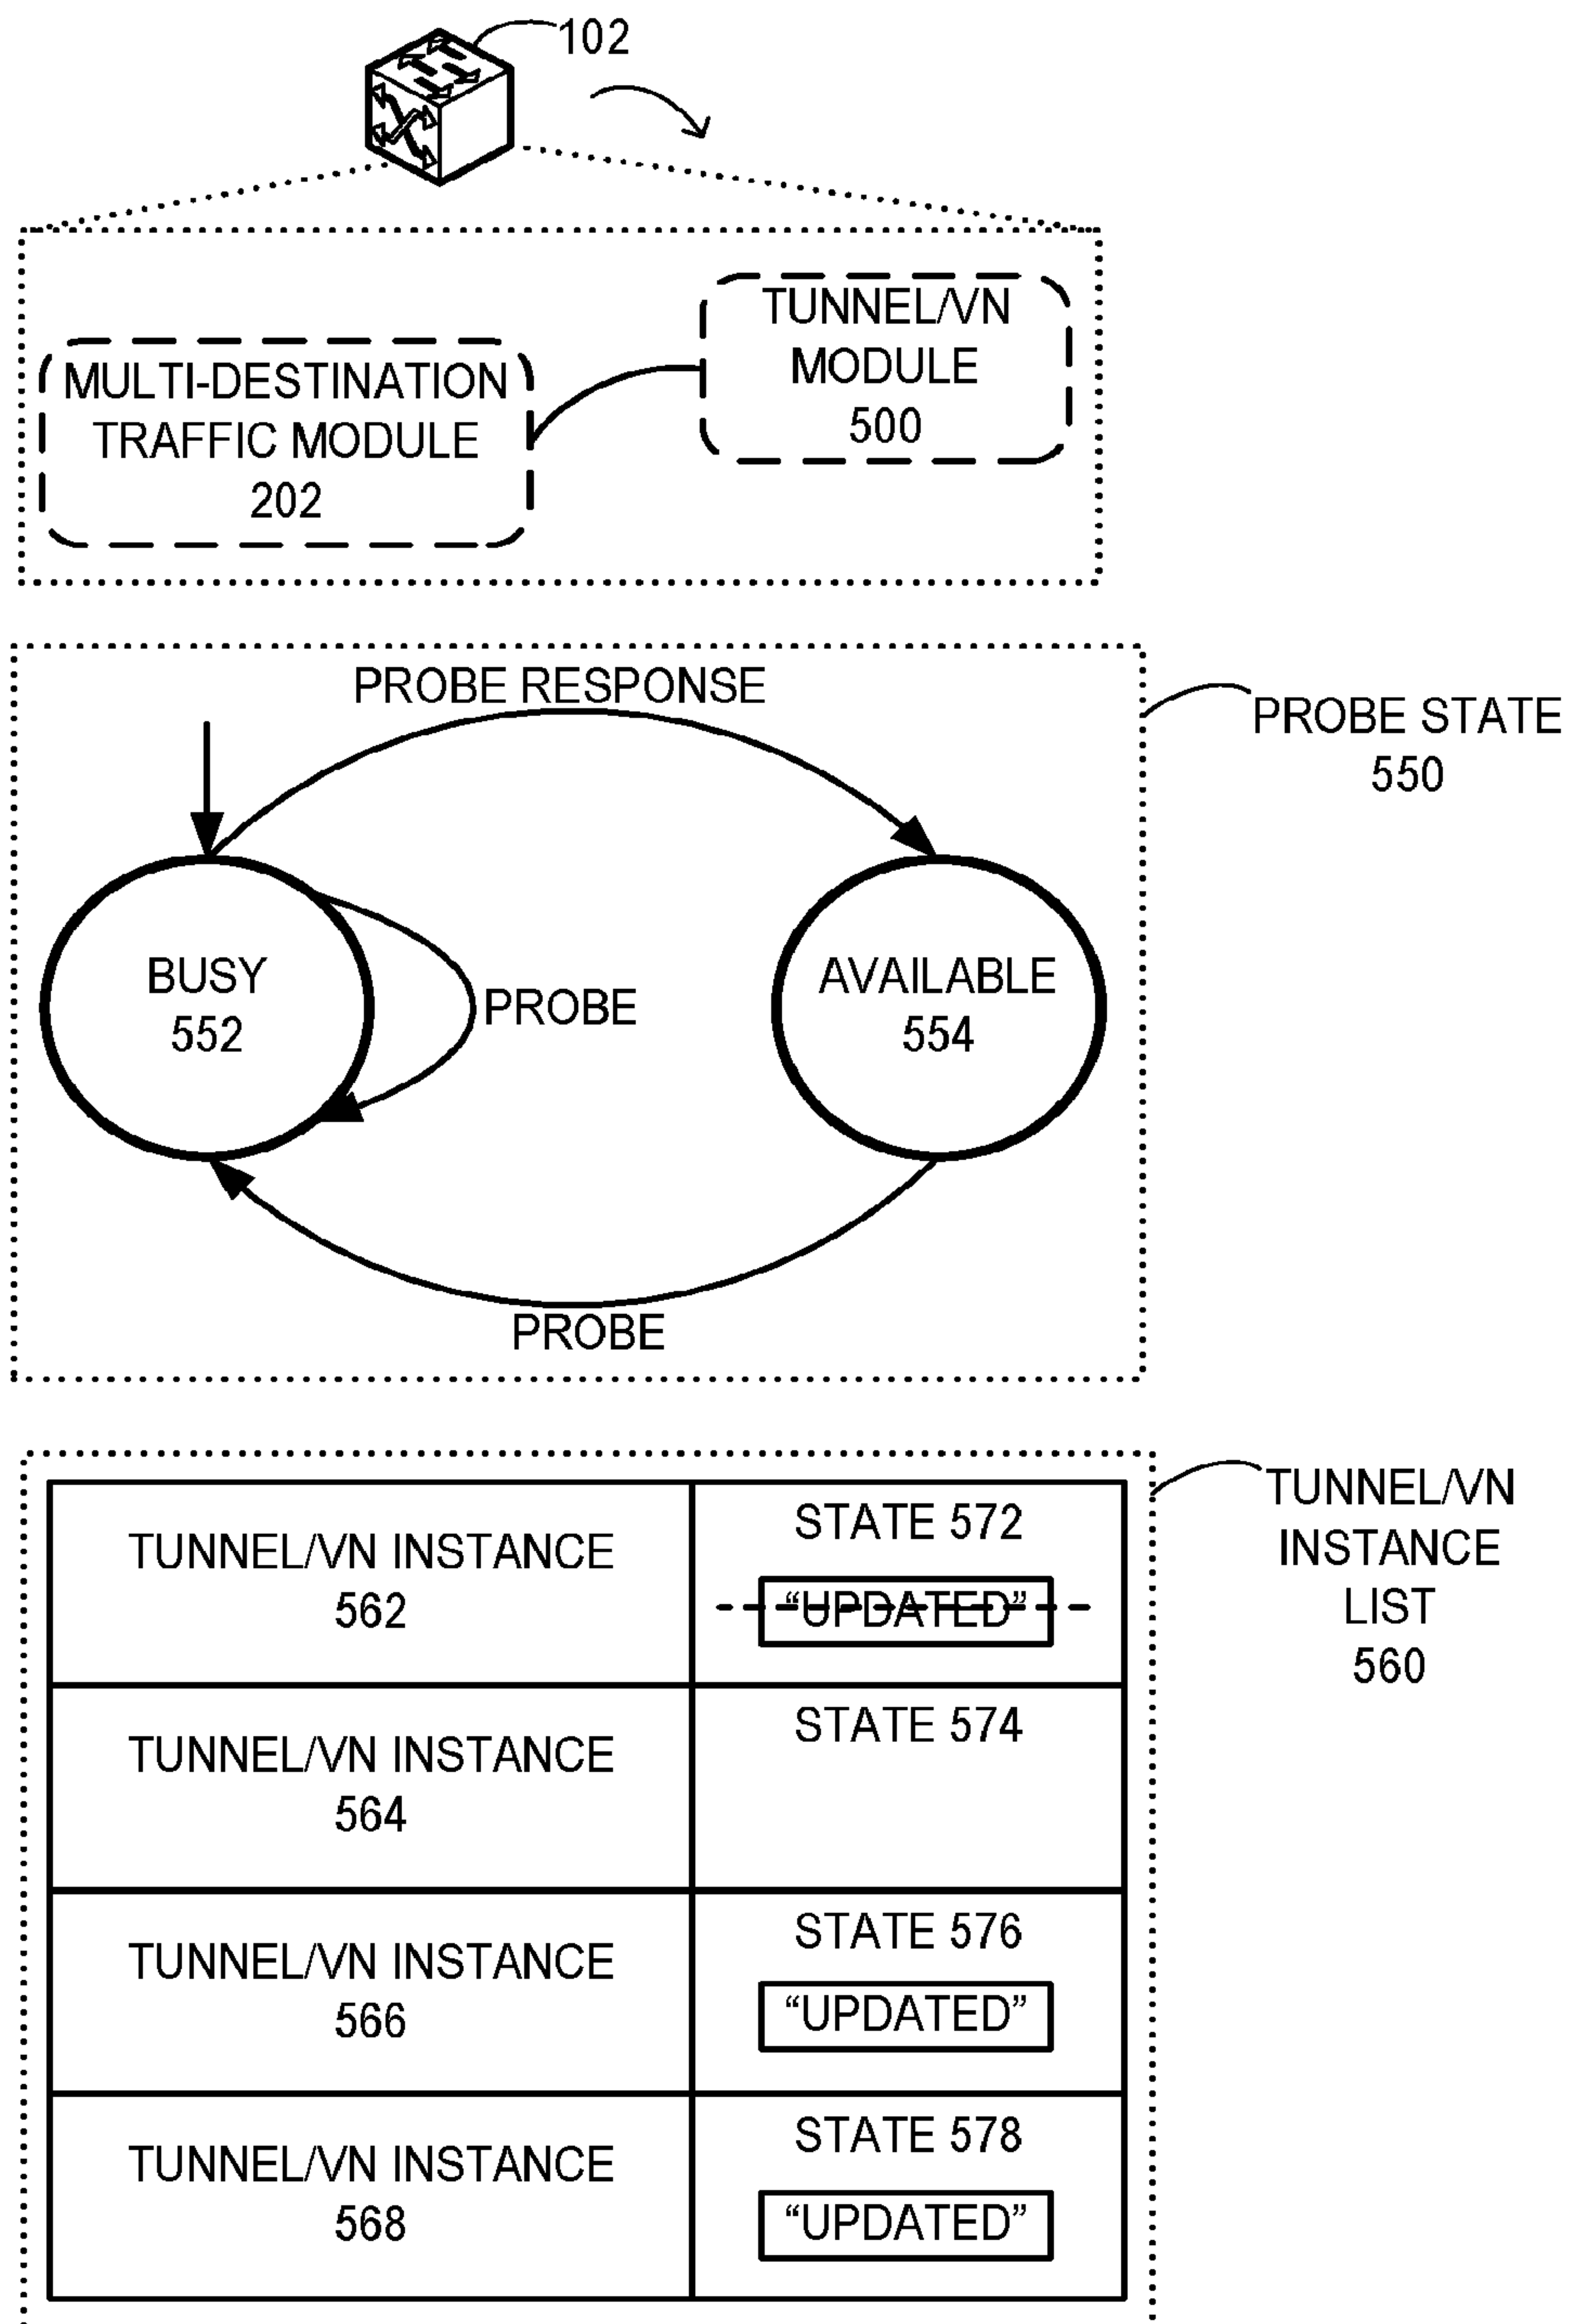 102
TUNNEL/VN
MODULE
500
MULTI-DESTINATION
TRAFFIC MODULE
202
PROBE RESPONSE
PROBE STATE
550
BUSY
552
PROBE
AVAILABLE
554
PROBE
TUNNEL/VN
INSTANCE
LIST
560
TUNNEL/VN INSTANCE
562
STATE 572
“UPDATED”
TUNNEL/VN INSTANCE
564
STATE 574
TUNNEL/VN INSTANCE
566
STATE 576
“UPDATED”
TUNNEL/VN INSTANCE
568
STATE 578
“UPDATED”